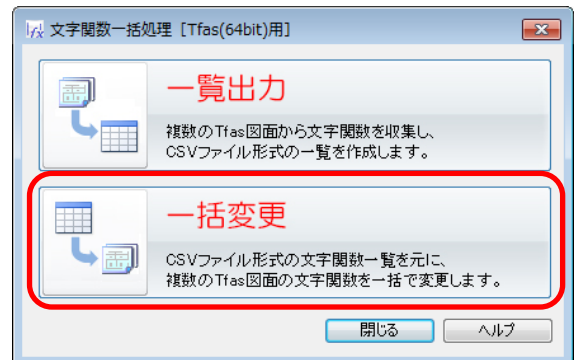 文字関数一括処理 [Tfas(64bit)用]
一覧出力
複数のTfas図面から文字関数を収集し、
CSVファイル形式の一覧を作成します。
一括変更
CSVファイル形式の文字関数一覧を元に、
複数のTfas図面の文字関数を一括で変更します。
閉じる
ヘルプ